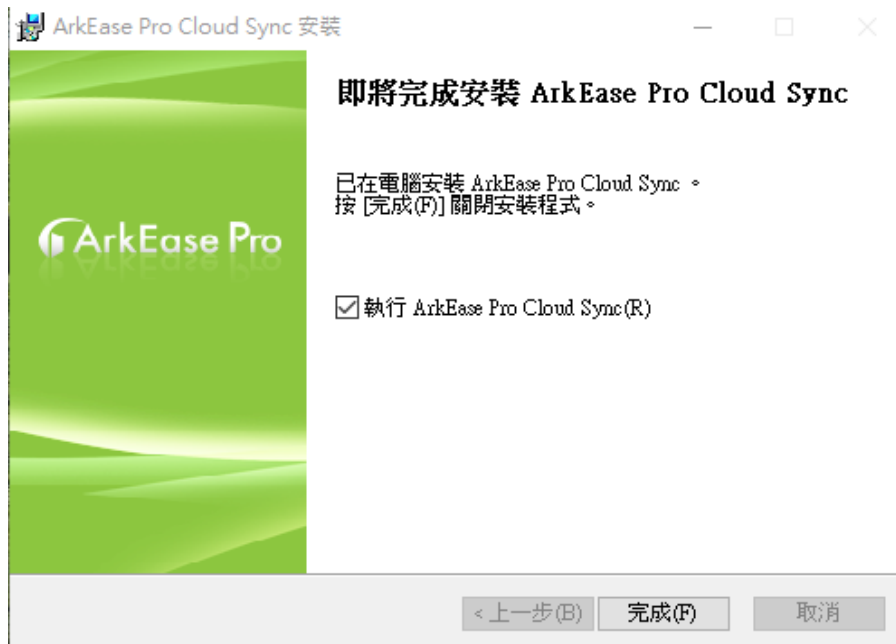 ArkEase Pro Cloud Sync 安裝
即將完成安裝 ArkEase Pro Cloud Sync
已在電腦安裝 ArkEase Pro Cloud Sync 。
按 [完成(F)] 關閉安裝程式。
ArkEase Pro
執行 ArkEase Pro Cloud Sync(R)
<上一步(B)
完成(F)
取消